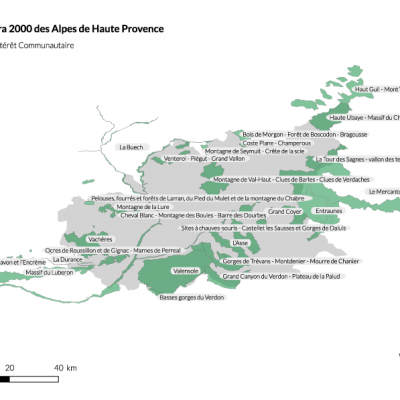 ra 2000 des Alpes de Haute Provence
térêt Communautaire
Haut Guil - Mont
Haute Ubaye - Massif du Ch
Bois de Morgon - Forêt de Boscodon - Bragousse
Coste Plane - Champerous
La Buech
Montagne de Seymuit - Crête de la scie
Venterol - Piégut - Grand Vallon
La Tour des Sagnes - vallon des te
Montagne de Val-Haut - Clues de Barles - Clues de Verdaches
Le Mercanto
Pelouses, fourrés et forêts de Larran, du Pied du Mulet et de la montagne du Chabre
Montagne de la Lure
Grand Coyer
Entraunes
Cheval Blanc - Montagne des Boules - Barre des Dourbes
Sites à chauves-souris - Castellet les Sausses et Gorges de Daluis
Vachères
L'Asse
Ocres de Roussillon et de Gignac - Marnes de Perreal
La Durance
Gorges de Trévans - Montdenier - Mourre de Chanier
avon et l'Encrème
Valensole
Massif du Luberon
Grand Canyon du Verdon - Plateau de la Palud
Basses gorges du Verdon
20 40 km